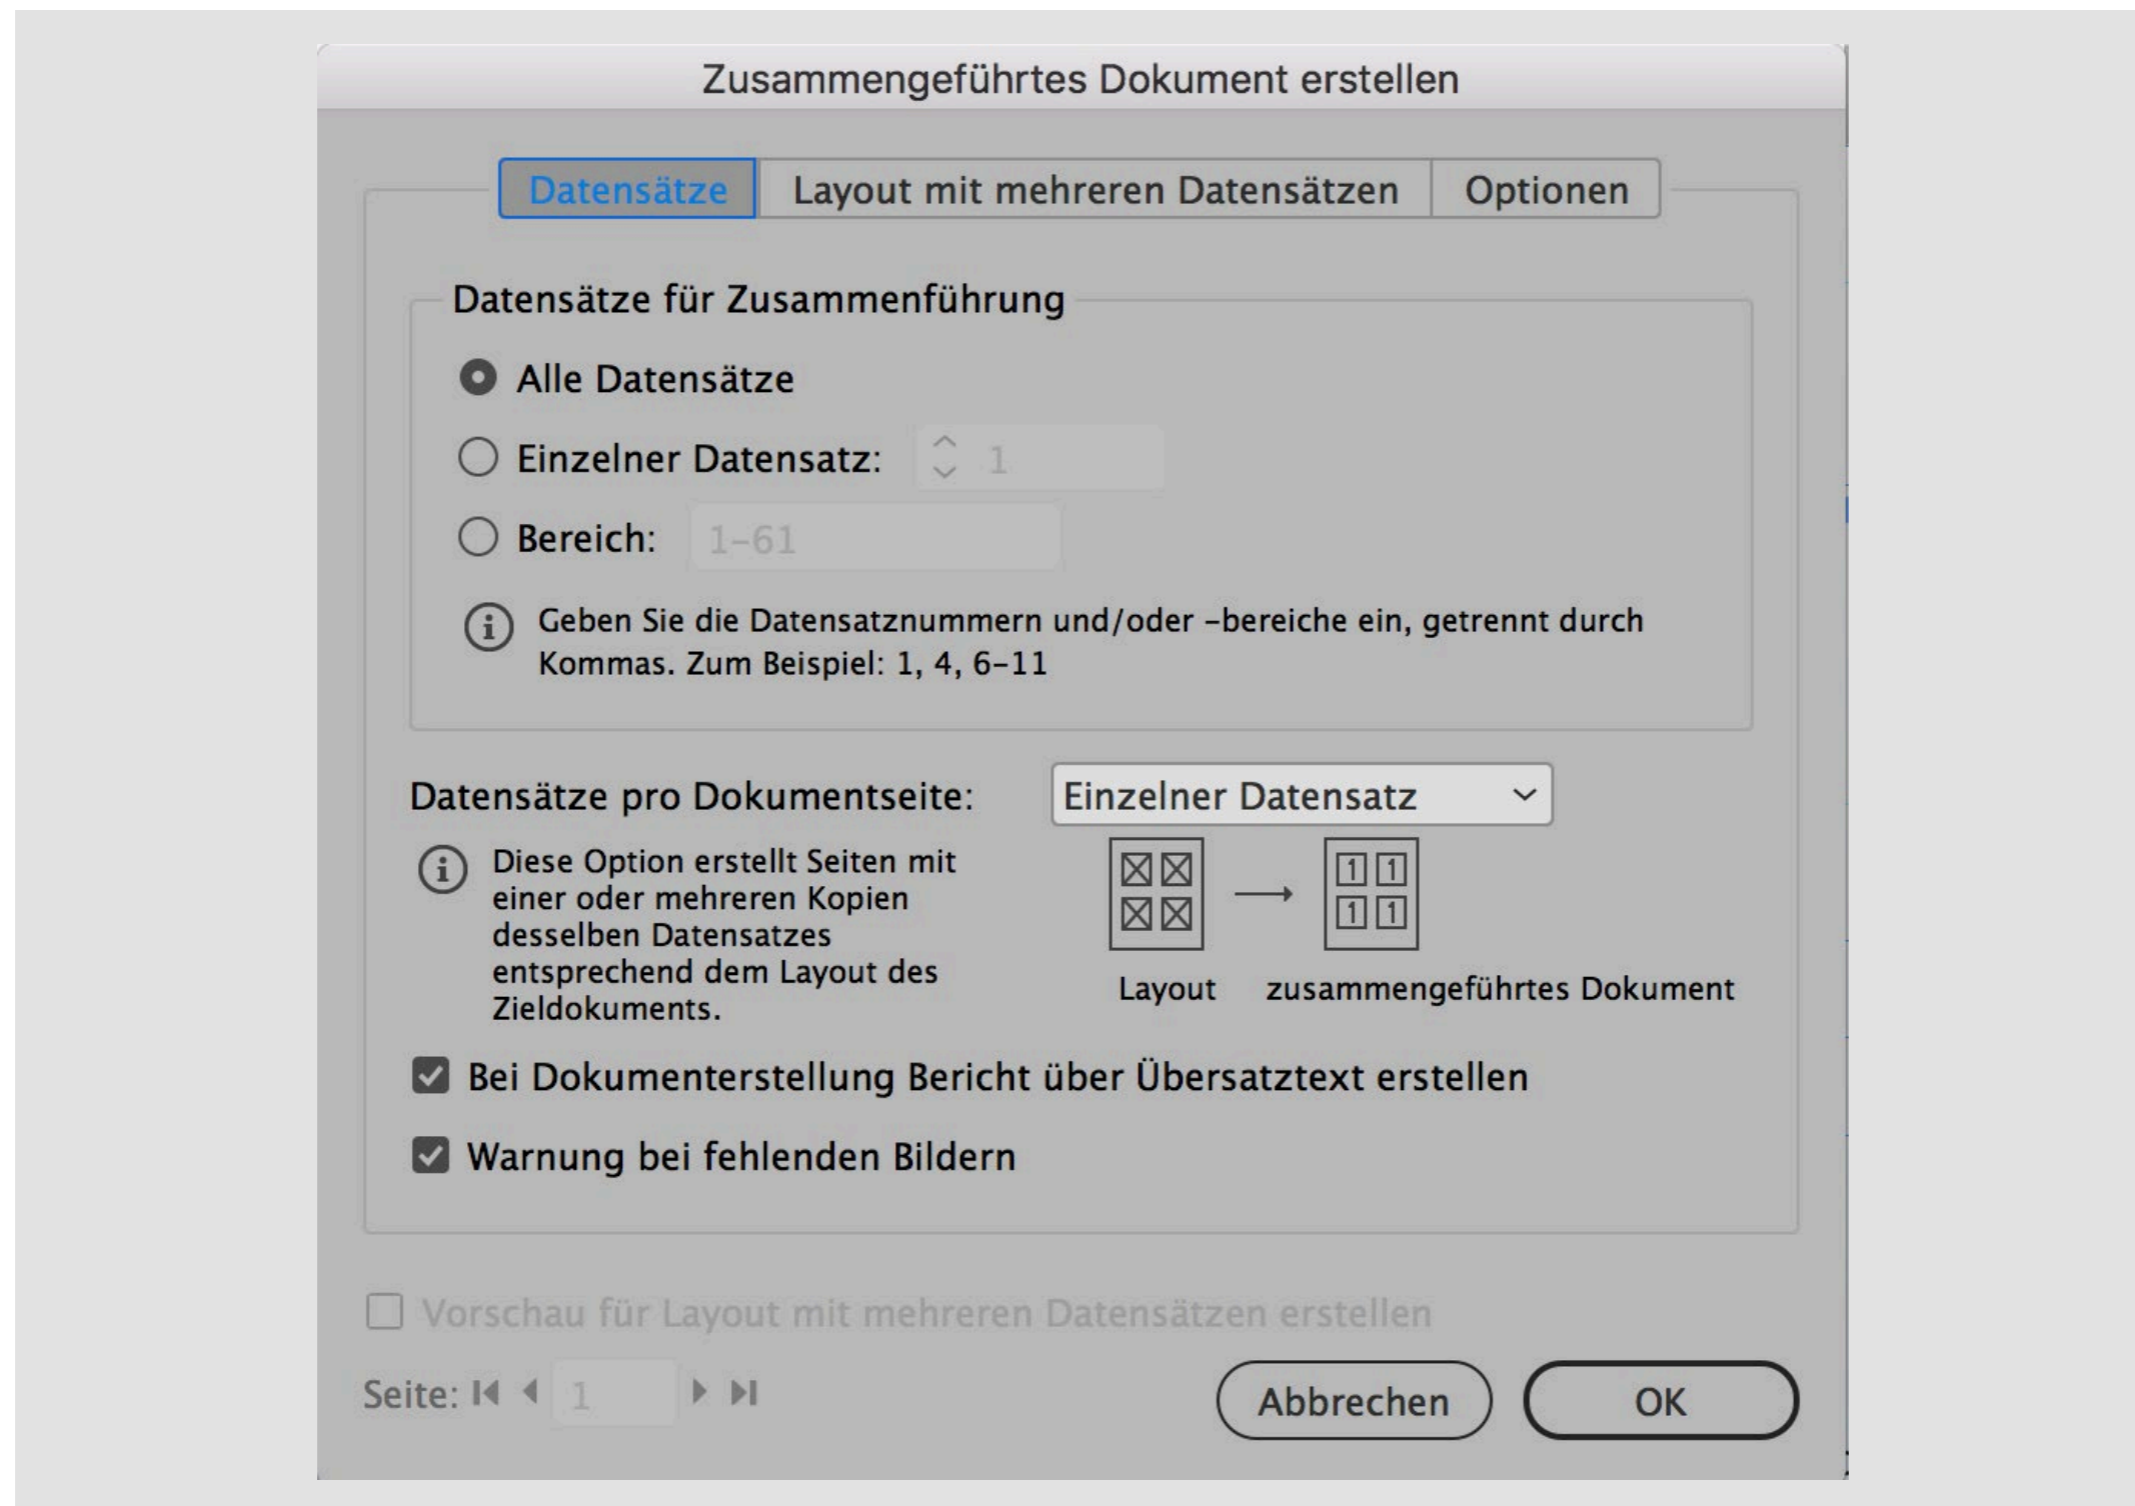 Zusammengeführtes Dokument erstellen
Datensätze Layout mit mehreren Datensätzen Optionen
Datensätze für Zusammenführung
Alle Datensätze
Einzelner Datensatz: 1
Bereich: 1-61
Geben Sie die Datensatznummern und/oder -bereiche ein, getrennt durch
Kommas. Zum Beispiel: 1, 4, 6-11
Datensätze pro Dokumentseite: Einzelner Datensatz
Diese Option erstellt Seiten mit
einer oder mehreren Kopien
desselben Datensatzes
entsprechend dem Layout des
Zieldokuments.
1 1
1 1
Layout zusammengeführtes Dokument
Bei Dokumenterstellung Bericht über Übersatztext erstellen
Warnung bei fehlenden Bildern
Vorschau für Layout mit mehreren Datensätzen erstellen
Seite: 1
Abbrechen OK